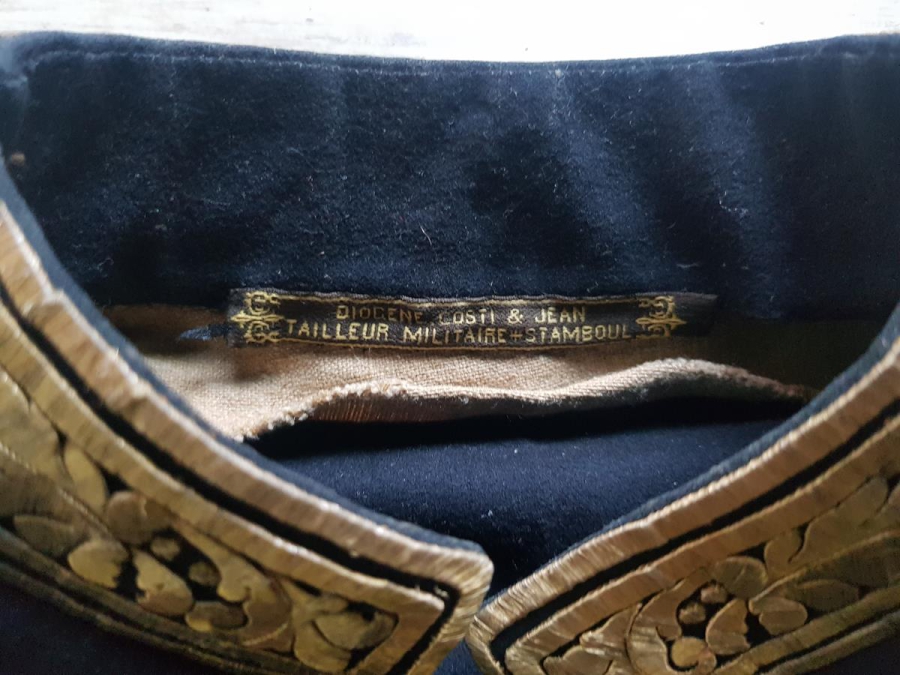 DIOGENE COSTI & JEAN
TAILLEUR MILITAIRE-STAMBOUL